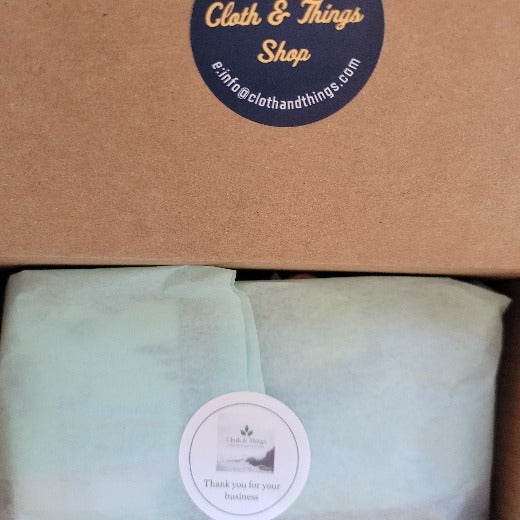 Cloth & Things
Shop
e:info@clothandthings.com
Cloth & Things
Thank you for your
business